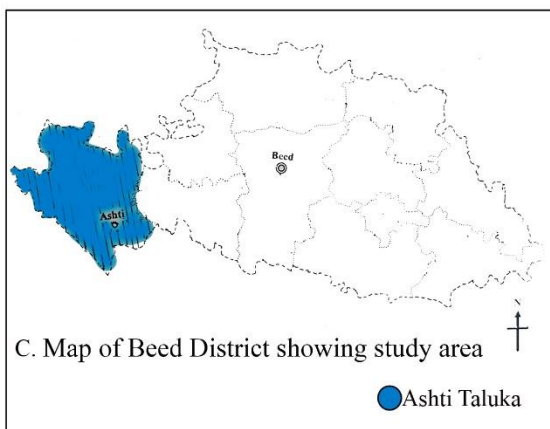 Beed
Ashti
N
C. Map of Beed District showing study area
Ashti Taluka